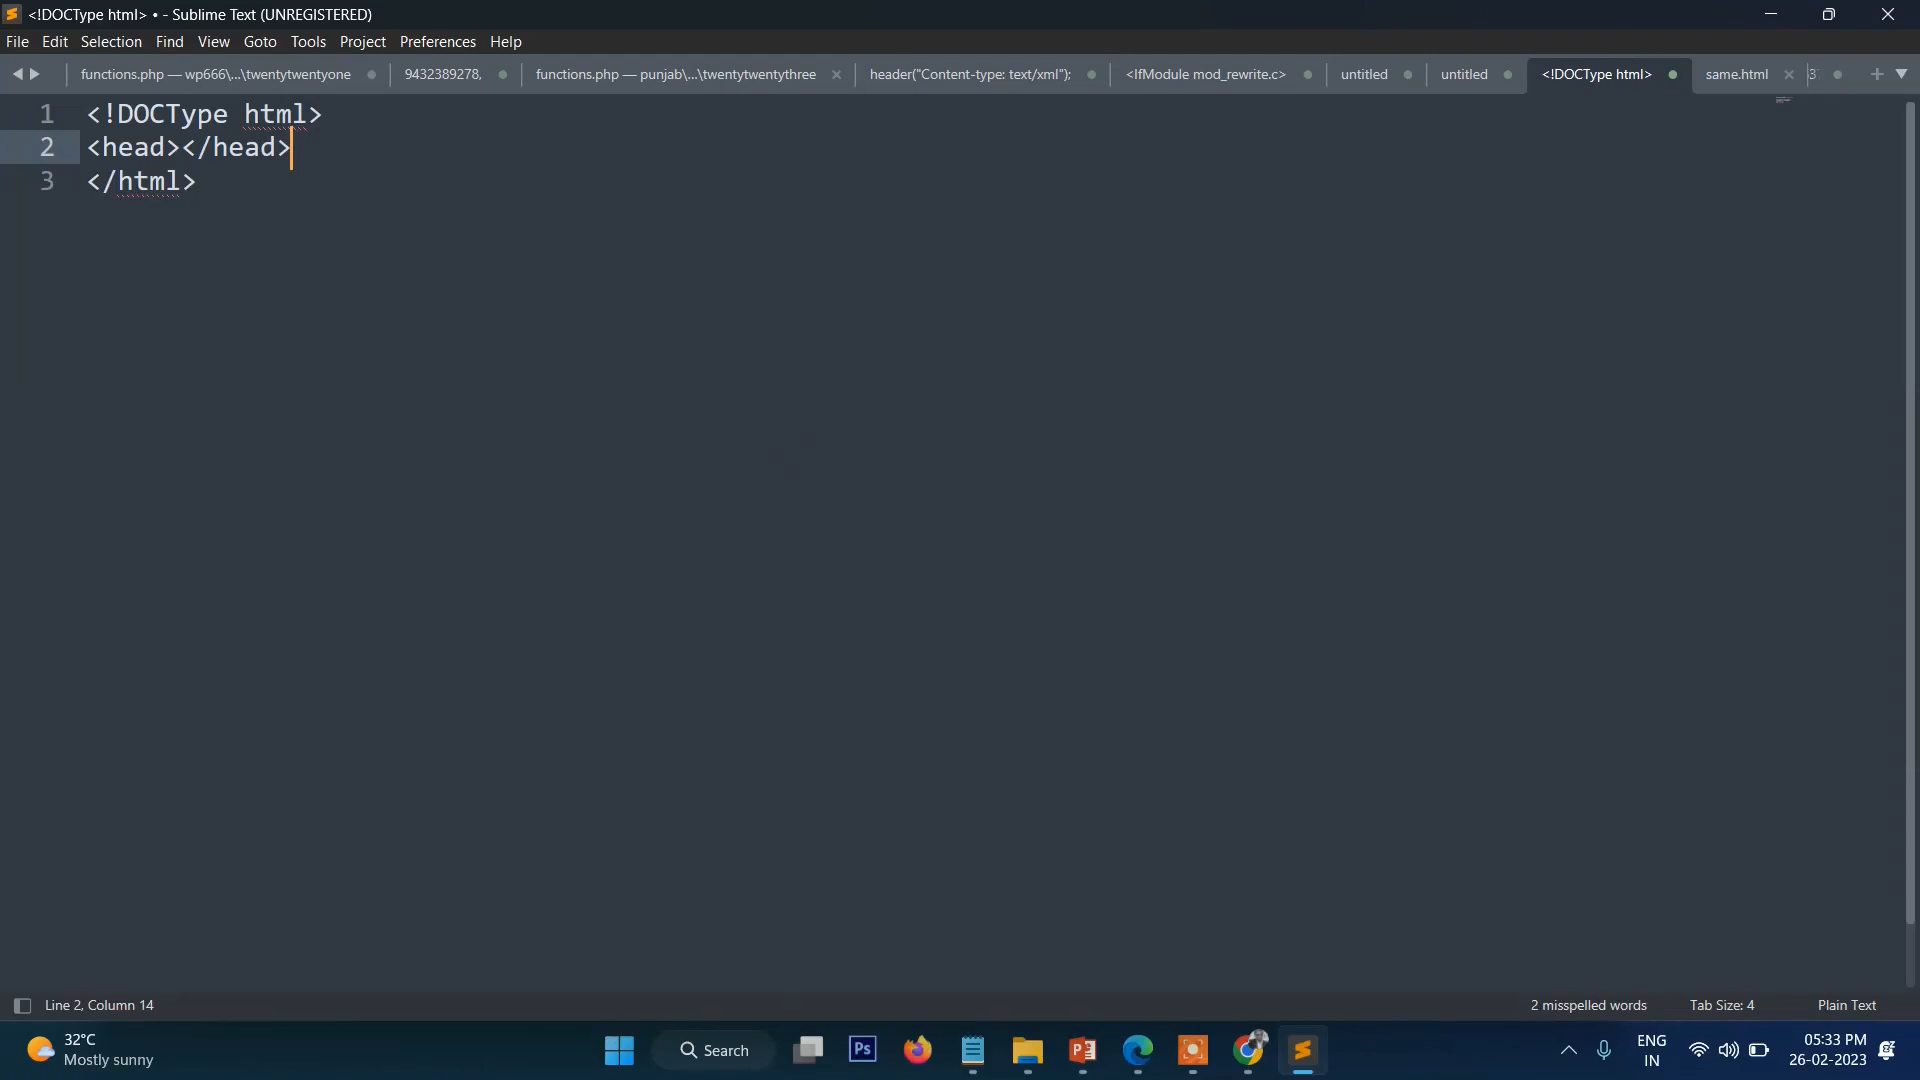 <!DOCType html> • - Sublime Text (UNREGISTERED)
File Edit Selection Find View Goto Tools Project Preferences Help
functions.php — wp666\...\twentytwentyone 9432389278, functions.php — punjab\...\twentytwentythree header("Content-type: text/xml"); <IfModule mod_rewrite.c> untitled untitled <!DOCType html> same.html 3
1 <!DOCType html>
2 <head></head>
3 </html>
Line 2, Column 14 2 misspelled words Tab Size: 4 Plain Text
32°C
Mostly sunny
Ps
Search
ENG
IN
05:33 PM
26-02-2023